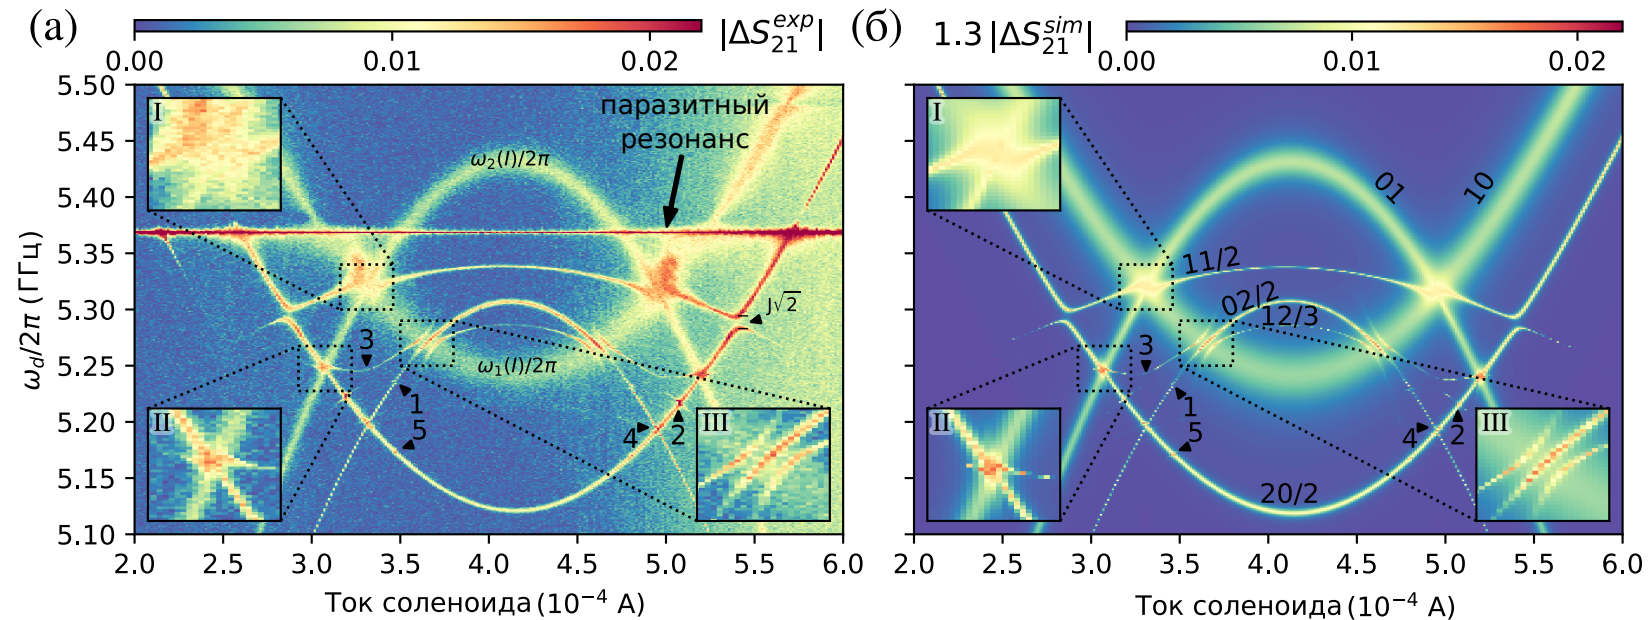 (а)
|ΔS₂₁ᵉˣᵖ|
0.00 0.01 0.02
5.50
5.45
5.40
5.35
5.30
5.25
5.20
5.15
5.10
ω_d/2π (ГГц)
I
паразитный
резонанс
ω₂(I)/2π
J√2
3
ω₁(I)/2π
1
5
4
2
II
III
2.0 2.5 3.0 3.5 4.0 4.5 5.0 5.5 6.0
Ток соленоида (10⁻⁴ А)
(б)
1.3 |ΔS₂₁ˢⁱᵐ|
0.00 0.01 0.02
I
01
10
11/2
02/2
12/3
3
1
5
4
2
II
III
20/2
2.0 2.5 3.0 3.5 4.0 4.5 5.0 5.5 6.0
Ток соленоида (10⁻⁴ А)